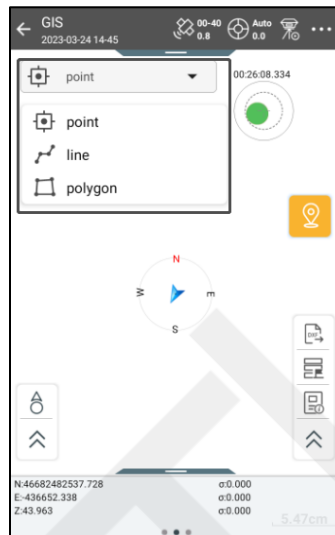 GIS
2023-03-24 14-45
00-40
0.8
Auto
0.0
point
00:26:08.334
point
line
polygon
N
W
E
S
DXF
N:46682482537.728
σ:0.000
E:-436652.338
σ:0.000
Z:43.963
σ:0.000
5.47cm